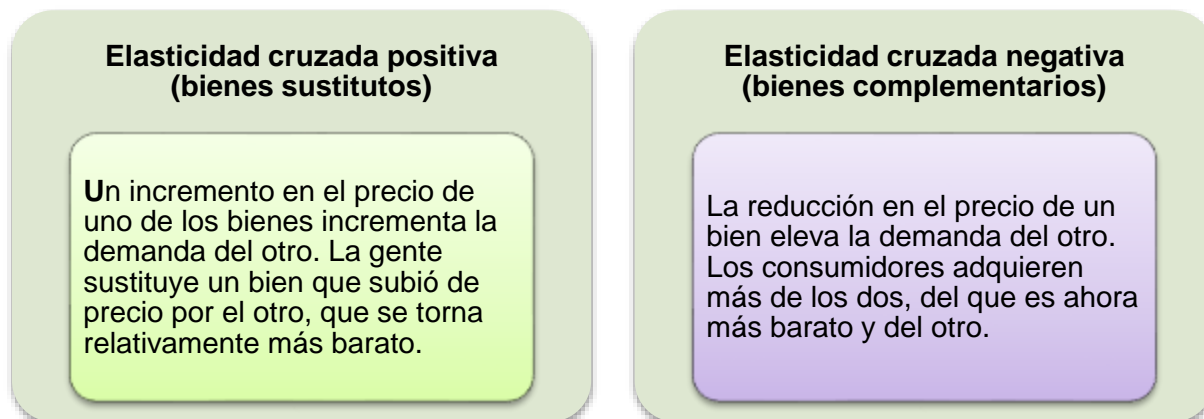 Elasticidad cruzada positiva
(bienes sustitutos)
Un incremento en el precio de
uno de los bienes incrementa la
demanda del otro. La gente
sustituye un bien que subió de
precio por el otro, que se torna
relativamente más barato.
Elasticidad cruzada negativa
(bienes complementarios)
La reducción en el precio de un
bien eleva la demanda del otro.
Los consumidores adquieren
más de los dos, del que es ahora
más barato y del otro.